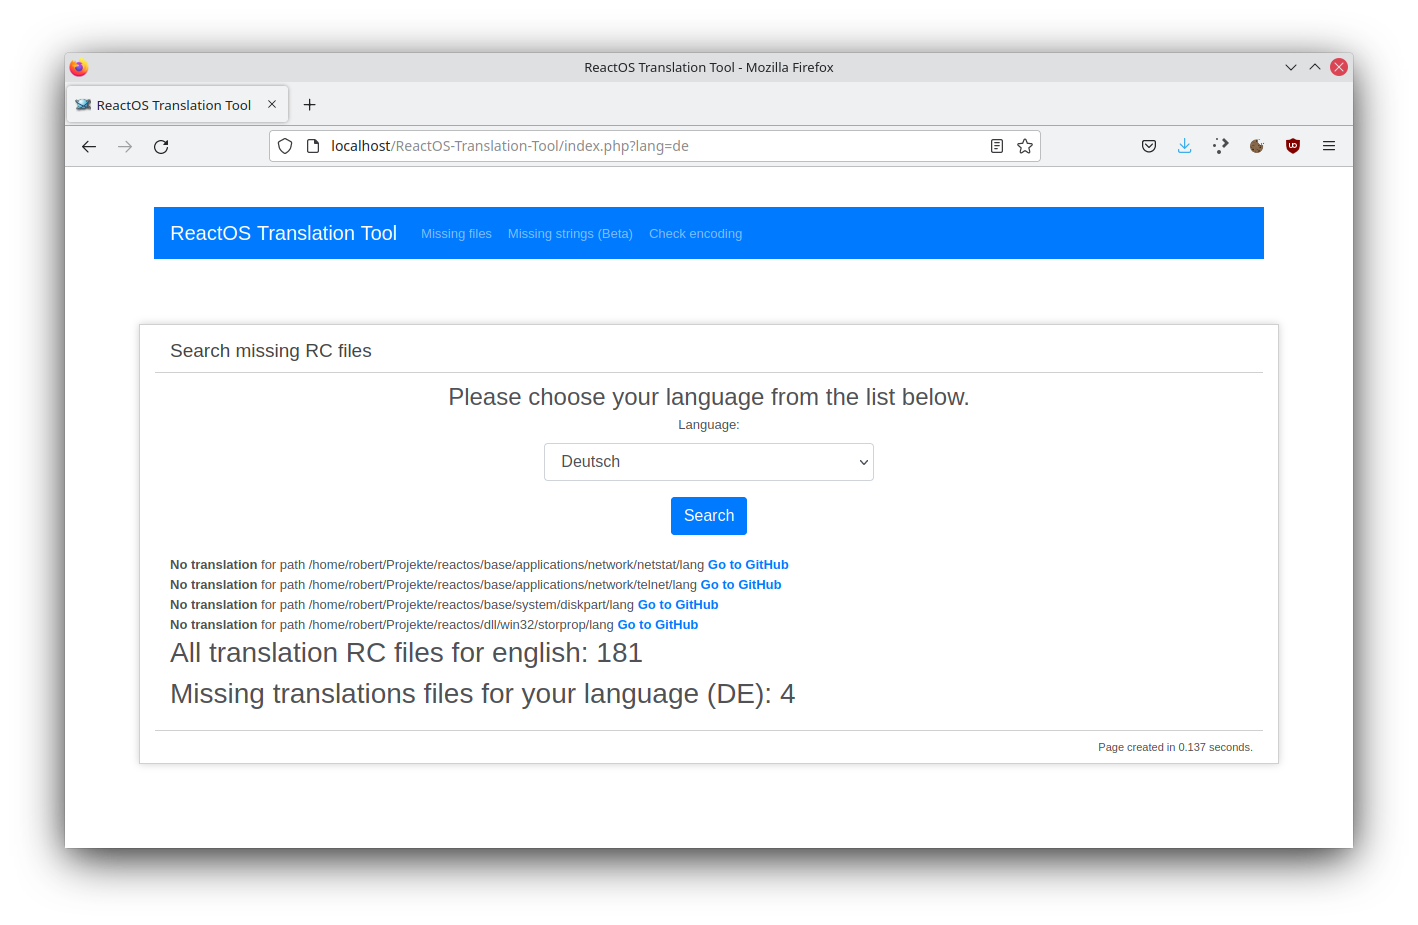 ReactOS Translation Tool - Mozilla Firefox
ReactOS Translation Tool
localhost/ReactOS-Translation-Tool/index.php?lang=de
ReactOS Translation Tool Missing files Missing strings (Beta) Check encoding
Search missing RC files
Please choose your language from the list below.
Language:
Deutsch
Search
No translation for path /home/robert/Projekte/reactos/base/applications/network/netstat/lang Go to GitHub
No translation for path /home/robert/Projekte/reactos/base/applications/network/telnet/lang Go to GitHub
No translation for path /home/robert/Projekte/reactos/base/system/diskpart/lang Go to GitHub
No translation for path /home/robert/Projekte/reactos/dll/win32/storprop/lang Go to GitHub
All translation RC files for english: 181
Missing translations files for your language (DE): 4
Page created in 0.137 seconds.